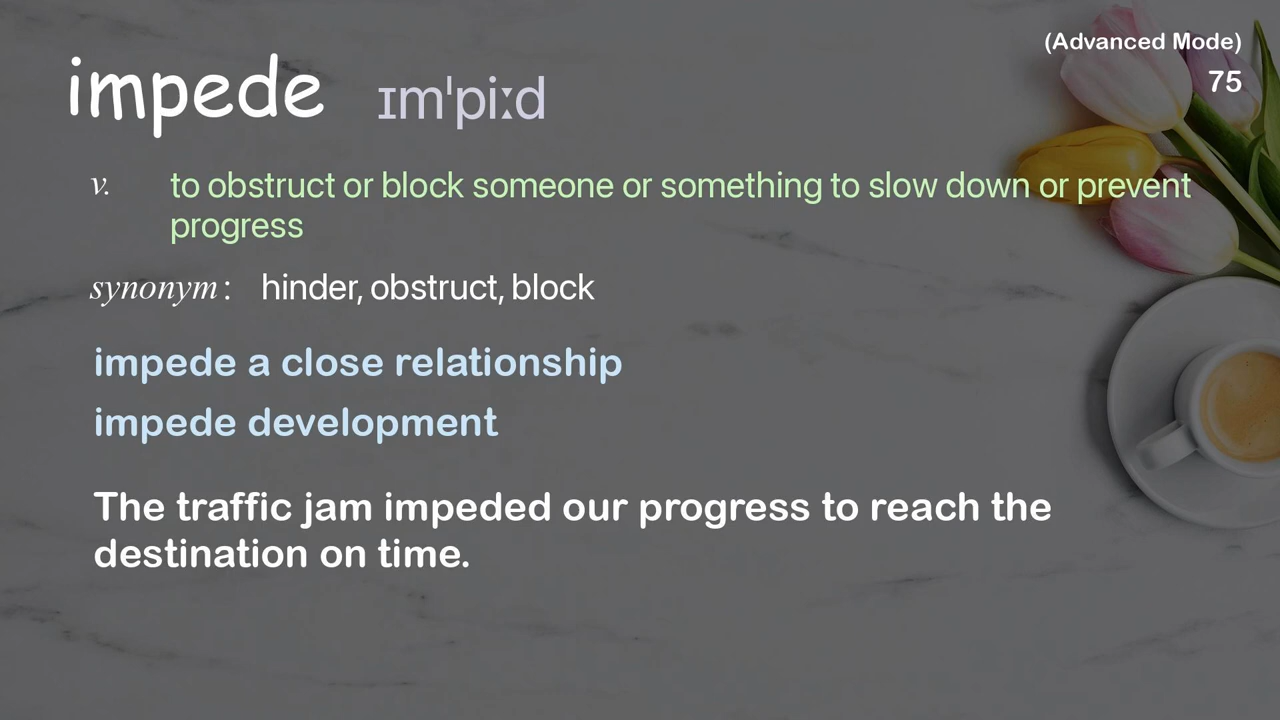 (Advanced Mode)
75
impede ɪmˈpiːd
v. to obstruct or block someone or something to slow down or prevent
progress
synonym: hinder, obstruct, block
impede a close relationship
impede development
The traffic jam impeded our progress to reach the
destination on time.